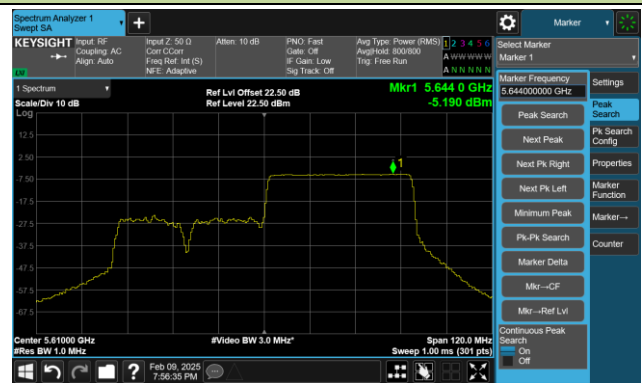 Spectrum Analyzer 1
Swept SA
Marker
KEYSIGHT
Input: RF
Coupling: AC
Align: Auto
Input Z: 50 Ω
Corr CCorr
Freq Ref: Int (S)
NFE: Adaptive
Atten: 10 dB
PNO: Fast
Gate: Off
IF Gain: Low
Sig Track: Off
Avg Type: Power (RMS)
Avg|Hold: 800/800
Trig: Free Run
1 2 3 4 5 6
A W W W W W
A N N N N N
Select Marker
Marker 1
1 Spectrum
Scale/Div 10 dB
Log
Ref Lvl Offset 22.50 dB
Ref Level 22.50 dBm
Mkr1 5.644 0 GHz
-5.190 dBm
12.5
2.50
-7.50
-17.5
-27.5
-37.5
-47.5
-57.5
-67.5
1
Center 5.61000 GHz
#Res BW 1.0 MHz
#Video BW 3.0 MHz*
Span 120.0 MHz
Sweep 1.00 ms (301 pts)
Marker Frequency
5.644000000 GHz
Peak Search
Next Peak
Next Pk Right
Next Pk Left
Minimum Peak
Pk-Pk Search
Marker Delta
Mkr→CF
Mkr→Ref Lvl
Continuous Peak
Search
On
Off
Settings
Peak
Search
Pk Search
Config
Properties
Marker
Function
Marker→
Counter
?
Feb 09, 2025
7:56:35 PM